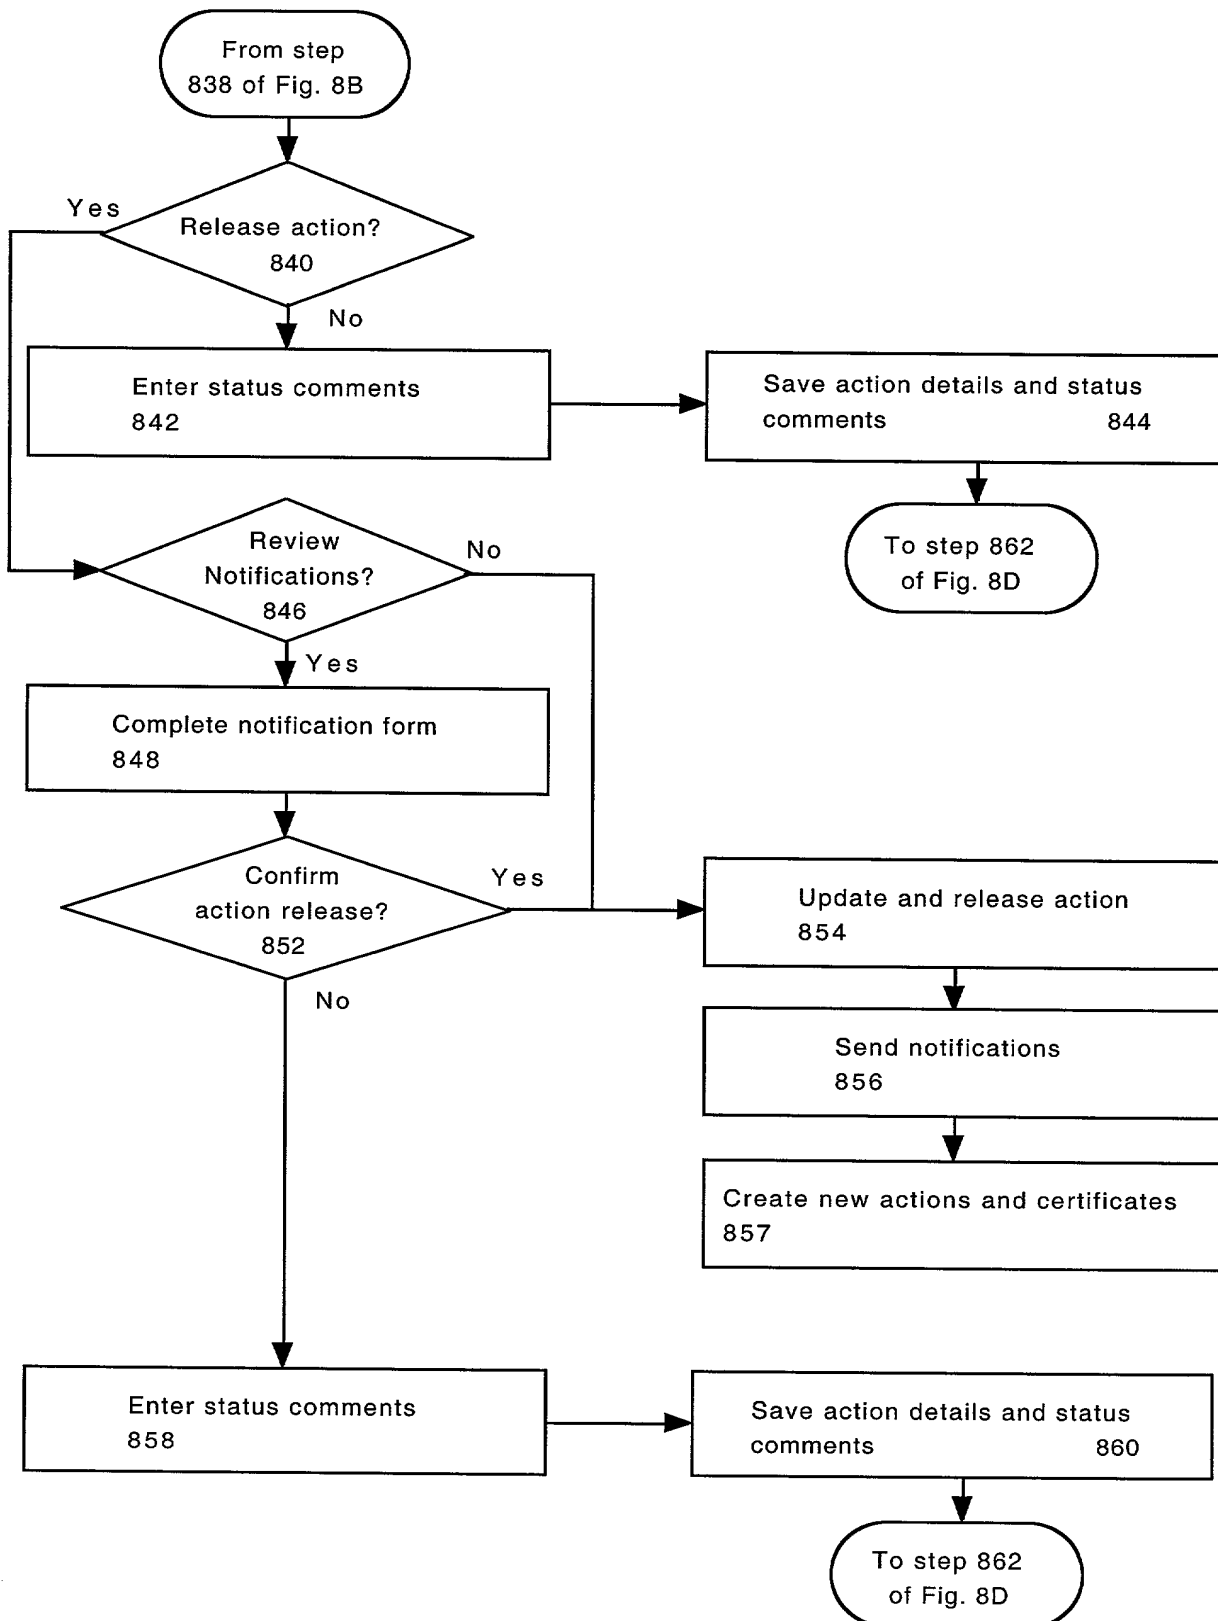 From step
838 of Fig. 8B
Yes
Release action?
840
No
Enter status comments
842
Save action details and status
comments 844
To step 862
of Fig. 8D
Review
Notifications?
846
No
Yes
Complete notification form
848
Confirm
action release?
852
Yes
No
Update and release action
854
Send notifications
856
Create new actions and certificates
857
Enter status comments
858
Save action details and status
comments 860
To step 862
of Fig. 8D